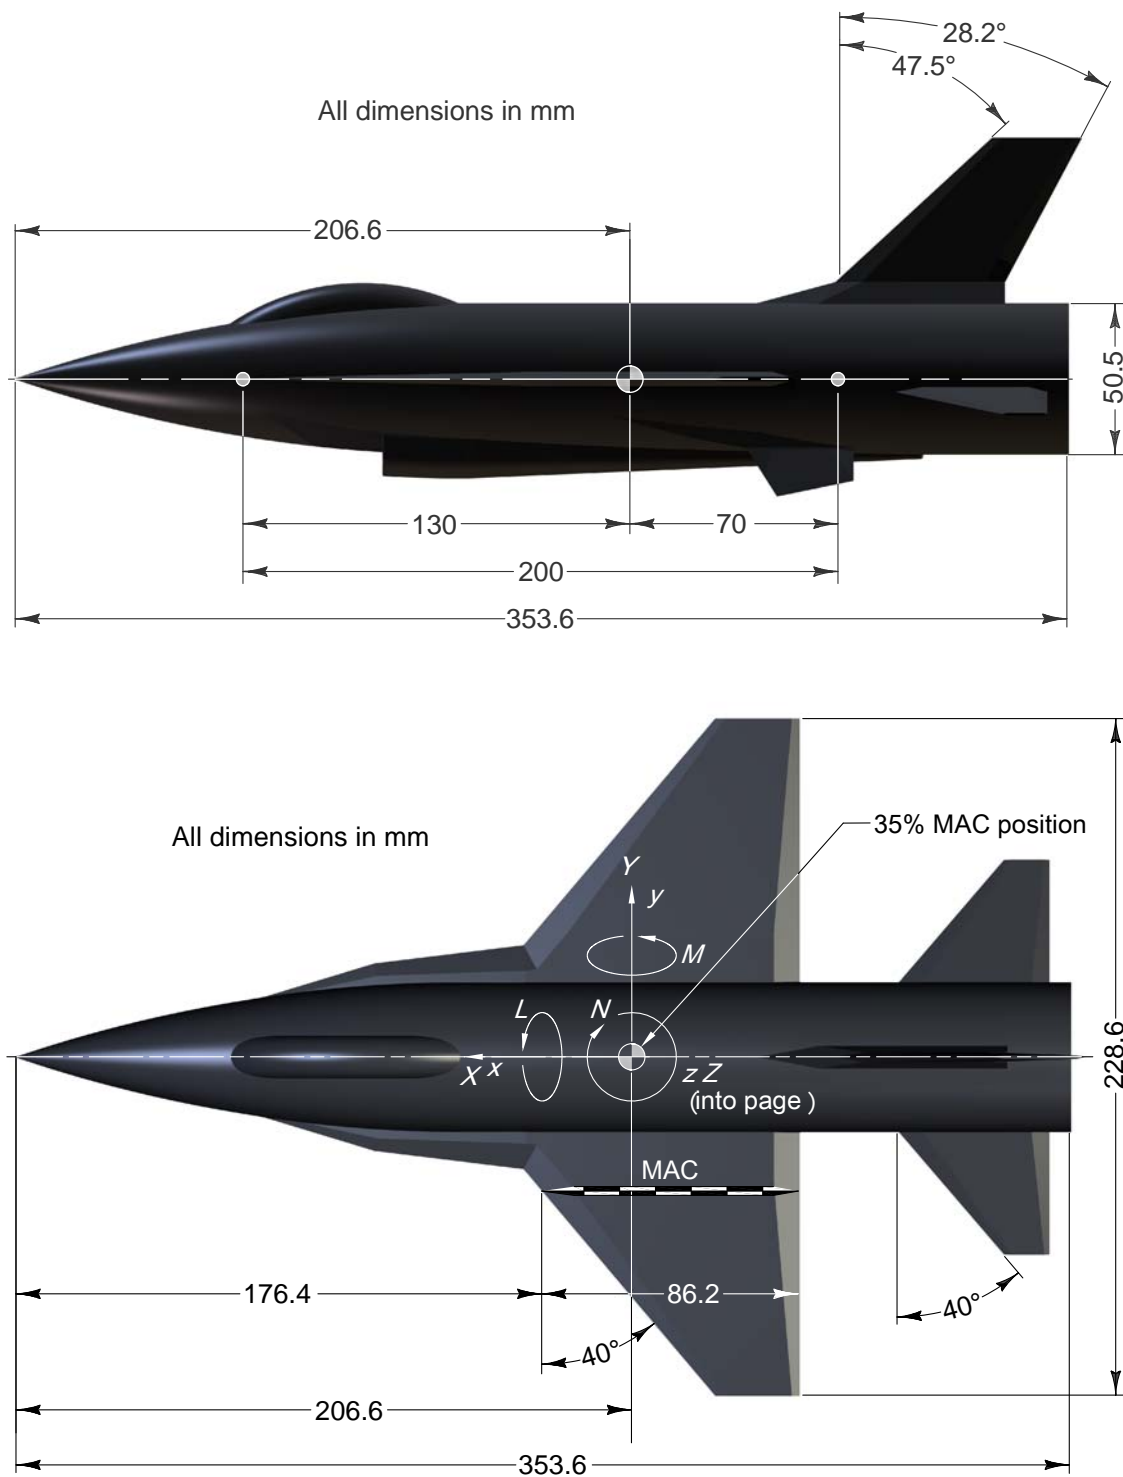 28.2°
47.5°
All dimensions in mm
206.6
50.5
130
70
200
353.6
All dimensions in mm
35% MAC position
Y
y
M
L
N
X x
z Z
(into page )
228.6
MAC
176.4
86.2
40°
40°
206.6
353.6